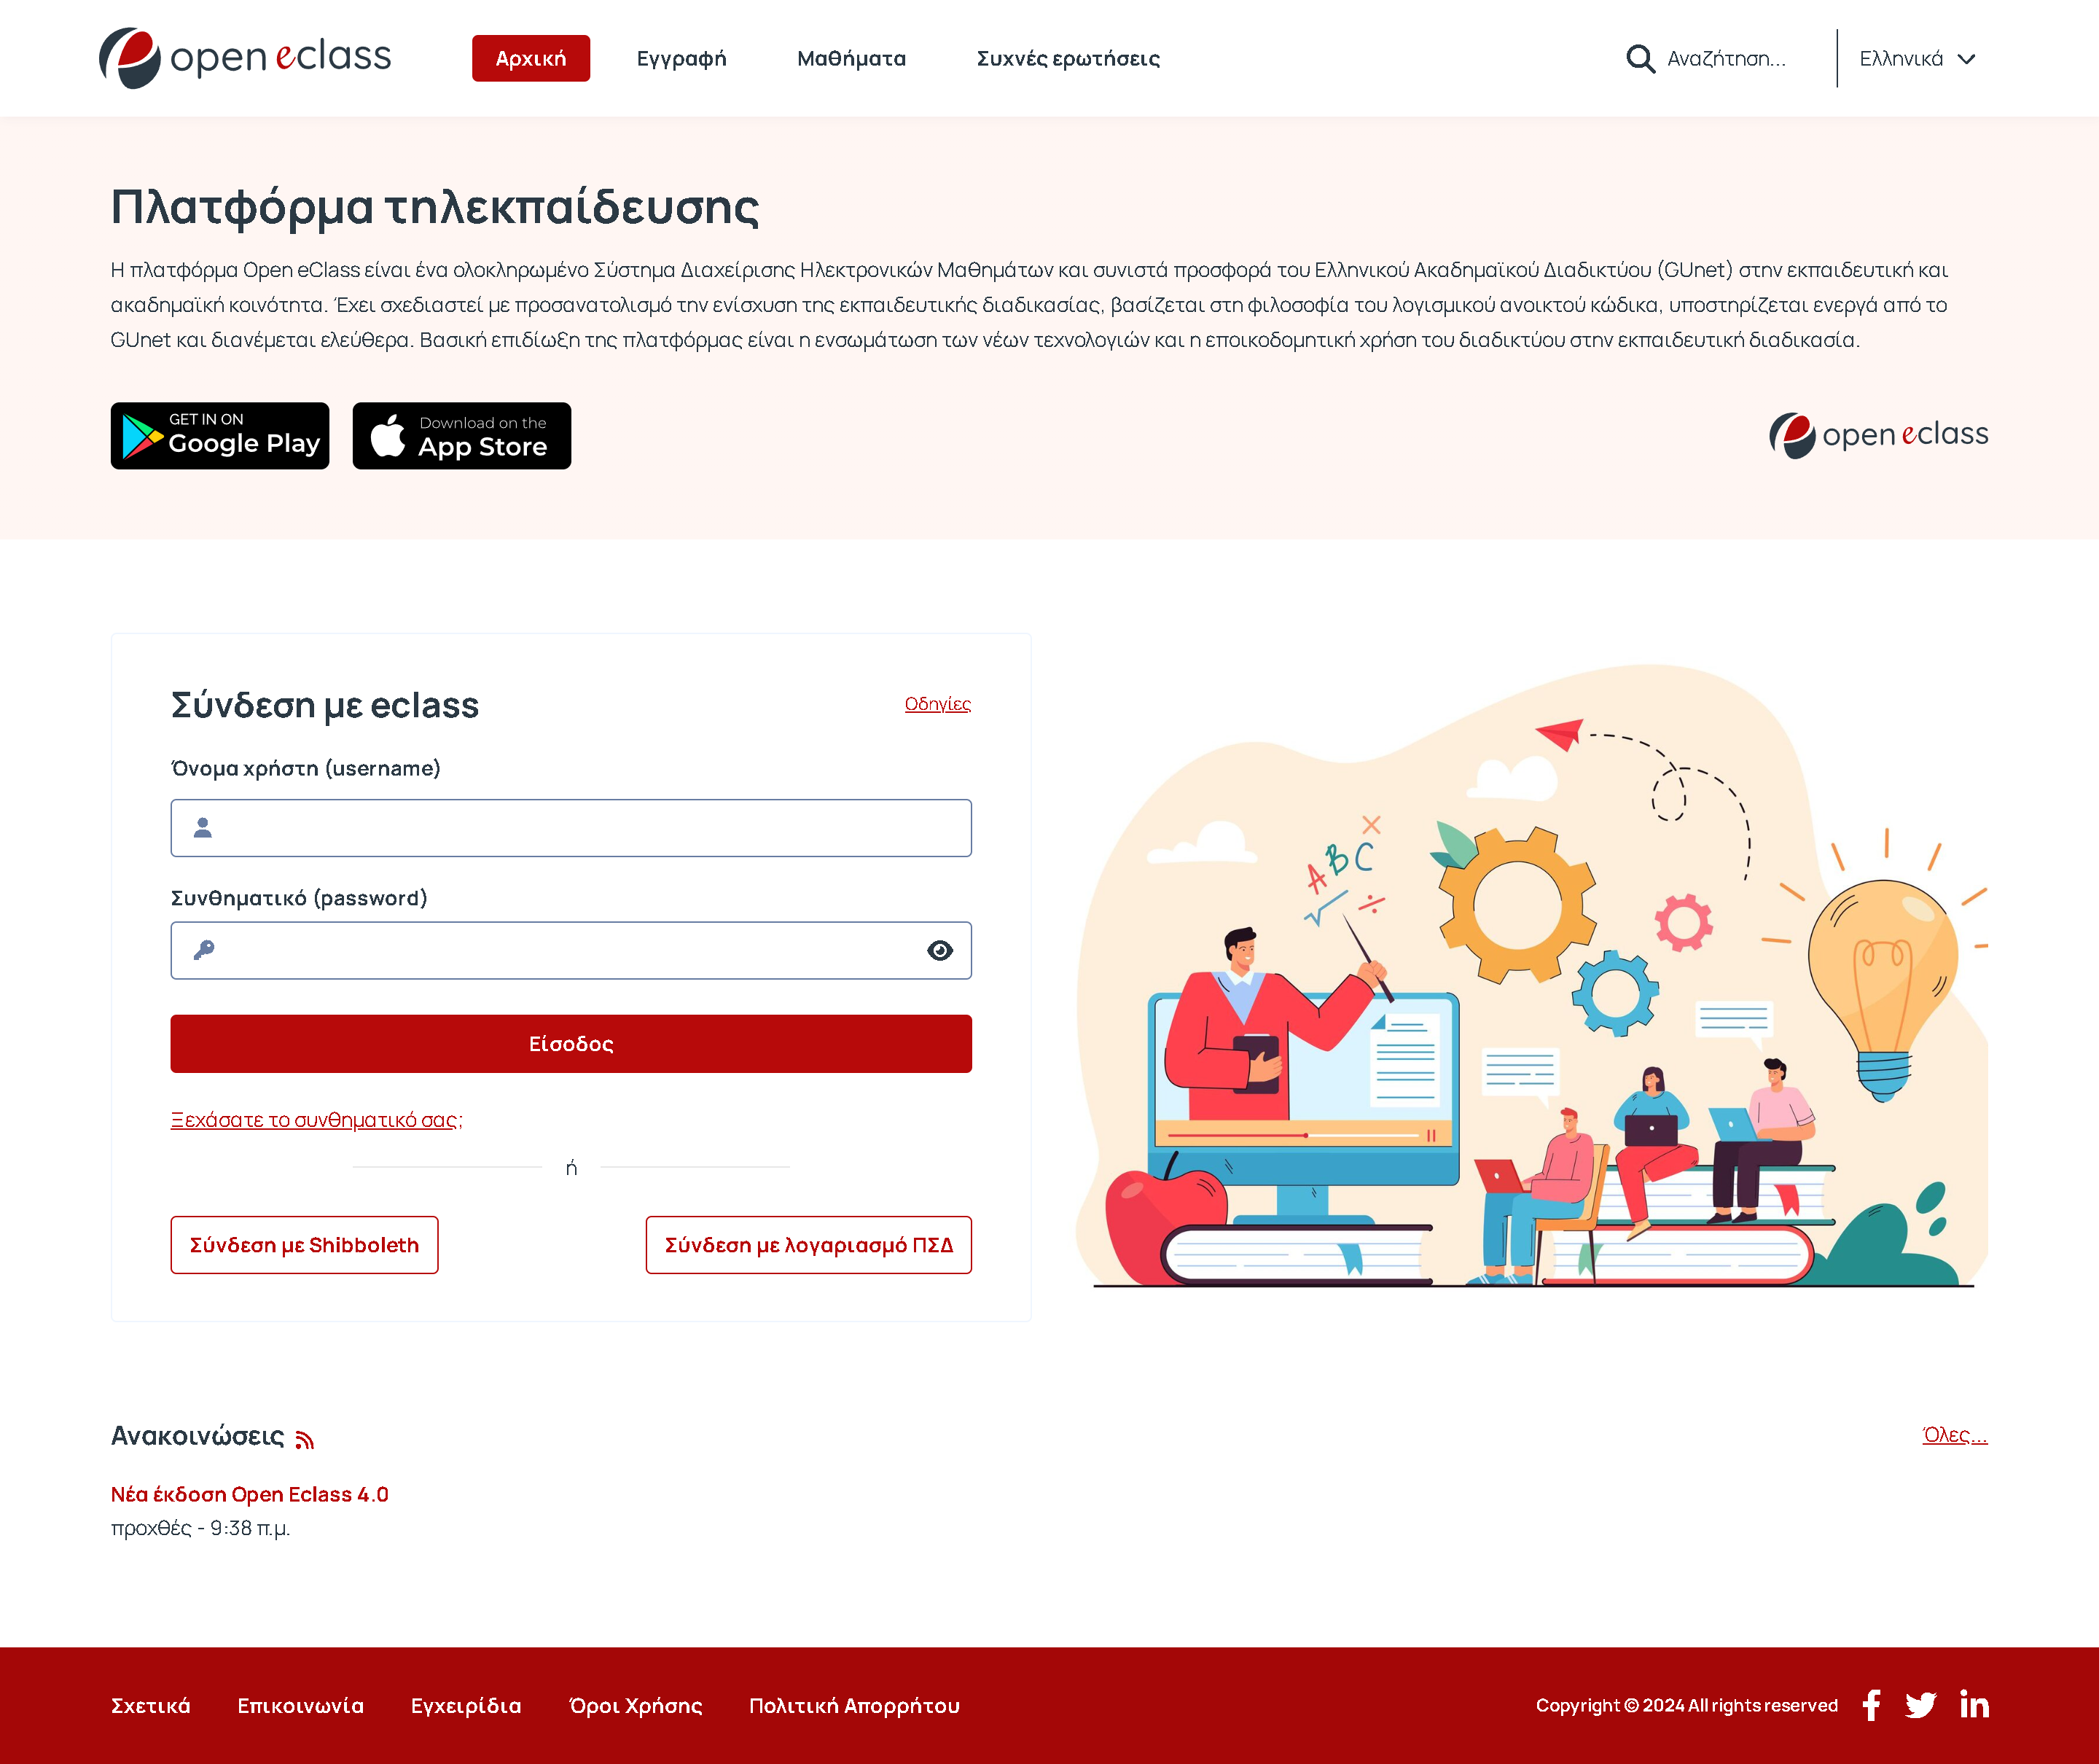 open eclass
Αρχική
Εγγραφή
Μαθήματα
Συχνές ερωτήσεις
Αναζήτηση...
Ελληνικά
Πλατφόρμα τηλεκπαίδευσης
Η πλατφόρμα Open eClass είναι ένα ολοκληρωμένο Σύστημα Διαχείρισης Ηλεκτρονικών Μαθημάτων και συνιστά προσφορά του Ελληνικού Ακαδημαϊκού Διαδικτύου (GUnet) στην εκπαιδευτική και
ακαδημαϊκή κοινότητα. Έχει σχεδιαστεί με προσανατολισμό την ενίσχυση της εκπαιδευτικής διαδικασίας, βασίζεται στη φιλοσοφία του λογισμικού ανοικτού κώδικα, υποστηρίζεται ενεργά από το
GUnet και διανέμεται ελεύθερα. Βασική επιδίωξη της πλατφόρμας είναι η ενσωμάτωση των νέων τεχνολογιών και η εποικοδομητική χρήση του διαδικτύου στην εκπαιδευτική διαδικασία.
GET IN ON
Google Play
Download on the
App Store
open eclass
Σύνδεση με eclass
Οδηγίες
Όνομα χρήστη (username)
Συνθηματικό (password)
Είσοδος
Ξεχάσατε το συνθηματικό σας;
ή
Σύνδεση με Shibboleth
Σύνδεση με λογαριασμό ΠΣΔ
A B C
Ανακοινώσεις
Όλες...
Νέα έκδοση Open Eclass 4.0
προχθές - 9:38 π.μ.
Σχετικά
Επικοινωνία
Εγχειρίδια
Όροι Χρήσης
Πολιτική Απορρήτου
Copyright © 2024 All rights reserved